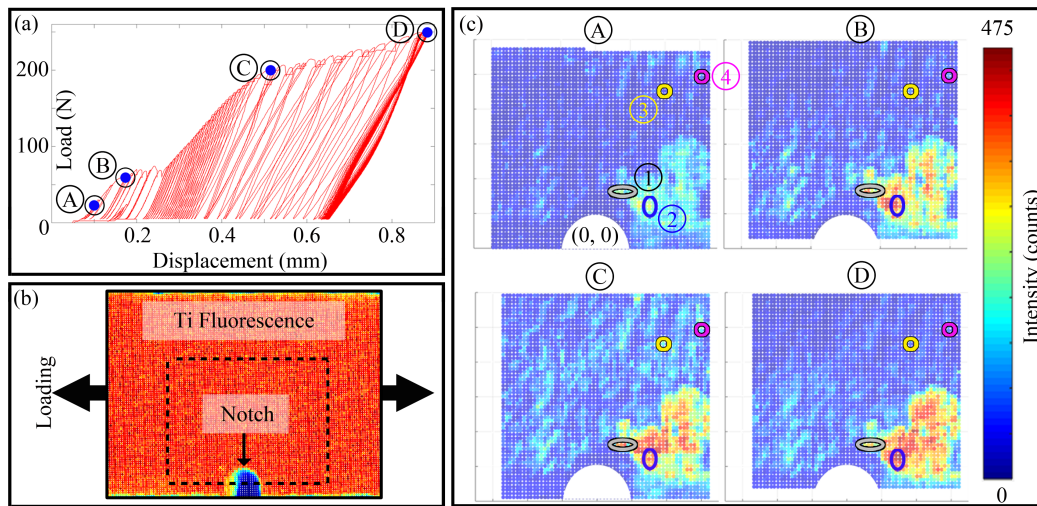 (a)
200
100
0
Load (N)
0.2
0.4
0.6
0.8
Displacement (mm)
A
B
C
D
(b)
Ti Fluorescence
Loading
Notch
(c)
A
B
4
3
1
2
(0, 0)
C
D
475
Intensity (counts)
0